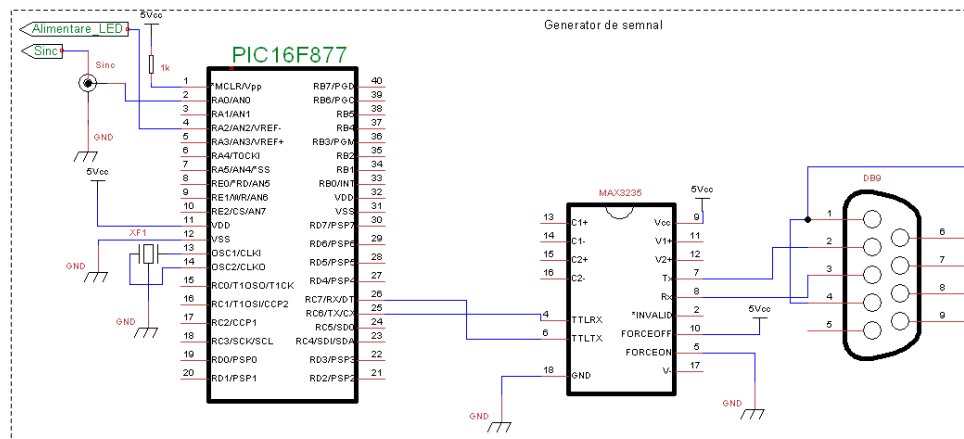 Generator de semnal
5Vcc
Alimentare_LED
Sinc
Sinc
1k
GND
PIC16F877
1 *MCLR/Vpp RB7/PGD 40
2 RA0/AN0 RB6/PGC 39
3 RA1/AN1 RB5 38
4 RA2/AN2/VREF- RB4 37
5 RA3/AN3/VREF+ RB3/PGM 36
6 RA4/TOCKI RB2 35
7 RA5/AN4*SS RB1 34
8 RE0/*RD/AN5 RB0/INT 33
9 RE1/WR/AN6 VDD 32
10 RE2/CS/AN7 VSS 31
11 VDD RD7/PSP7 30
12 VSS RD6/PSP6 29
13 OSC1/CLKI RD5/PSP5 28
14 OSC2/CLKO RD4/PSP4 27
15 RC0/T1OSO/T1CK RC7/RX/DT 26
16 RC1/T1OSI/CCP2 RC6/TX/CX 25
17 RC2/CCP1 RC5/SD0 24
18 RC3/SCK/SCL RC4/SDI/SDA 23
19 RD0/PSP0 RD3/PSP3 22
20 RD1/PSP1 RD2/PSP2 21
5Vcc
GND
XF1
GND
MAX3235
5Vcc
13 C1+ Vcc 9
14 C1- V1+ 11
15 C2+ V2+ 12
16 C2- Tx 7
Rx 8
*INVALID 2
4 TTLRX FORCEOFF 10
6 TTLTX FORCEON 5
18 GND V- 17
5Vcc
GND
GND
DB9
1
6
2
7
3
8
4
9
5